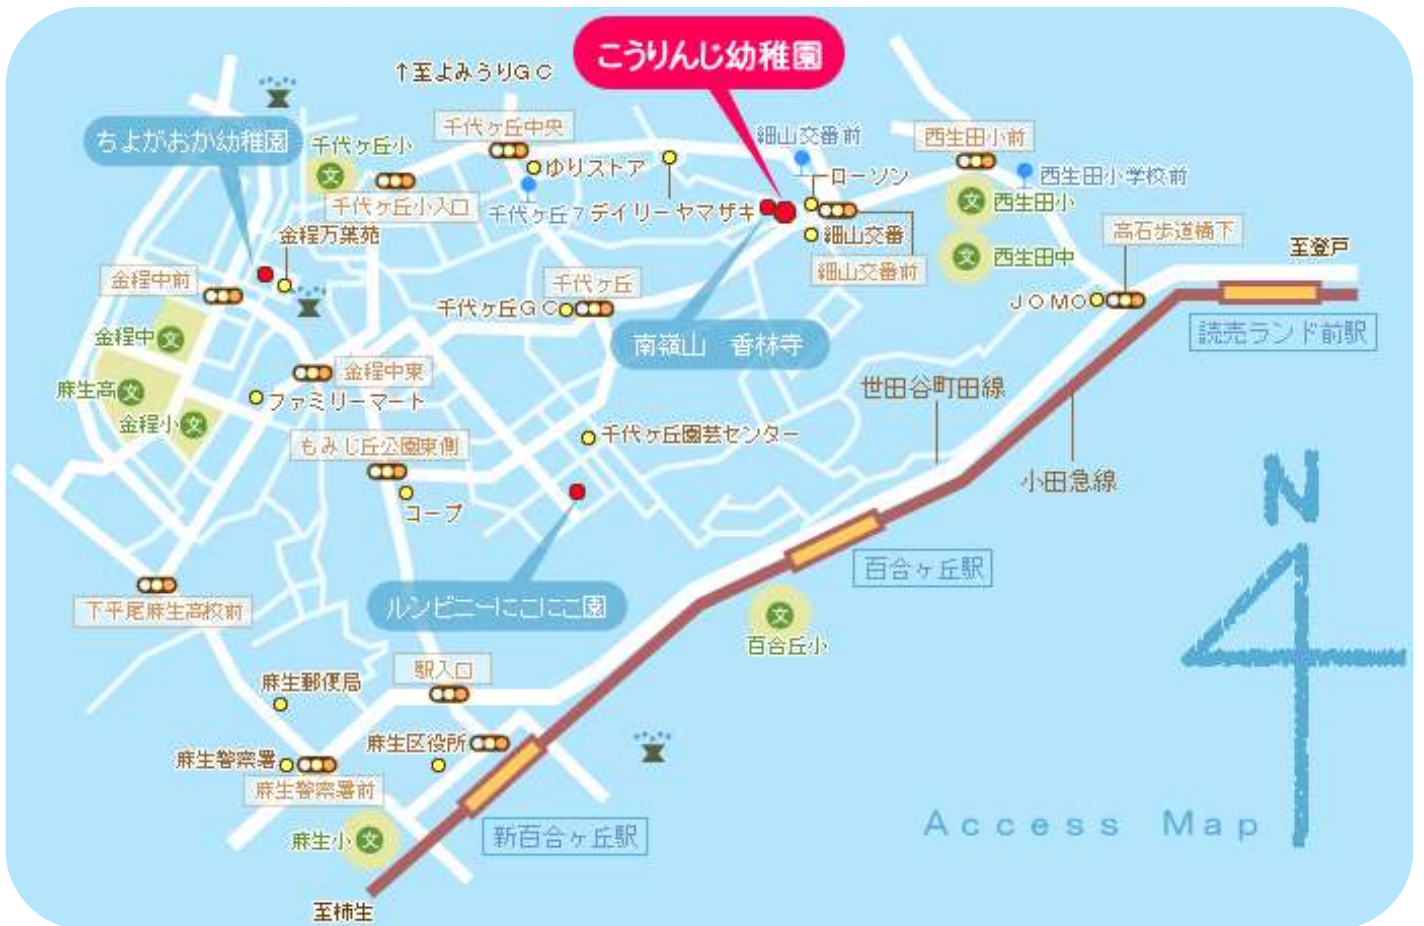 こうりんじ幼稚園
↑至よみうりGC
ちよがおか幼稚園
千代ヶ丘小
文
千代ヶ丘中央
細山交番前
西生田小前
ゆりストア
ローソン
西生田小学校前
千代ヶ丘小入口
千代ヶ丘7
デイリーヤマザキ
文
西生田小
金程万葉苑
細山交番
高石歩道橋下
至登戸
文
西生田中
細山交番前
金程中前
千代ヶ丘
千代ヶ丘GC
JOMO
金程中
文
南嶺山 香林寺
読売ランド前駅
金程中東
麻生高
文
ファミリーマート
世田谷町田線
金程小
文
もみじ丘公園東側
千代ヶ丘園芸センター
小田急線
コープ
N
百合ヶ丘駅
下平尾麻生高校前
ルンビニーにこにこ園
文
百合丘小
駅入口
麻生郵便局
麻生区役所
麻生警察署
麻生警察署前
Access Map
麻生小
文
新百合ヶ丘駅
至柿生